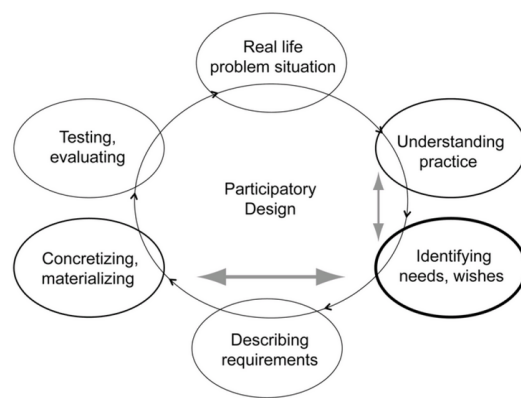 Real life
problem situation
Testing,
evaluating
Understanding
practice
Participatory
Design
Concretizing,
materializing
Identifying
needs, wishes
Describing
requirements